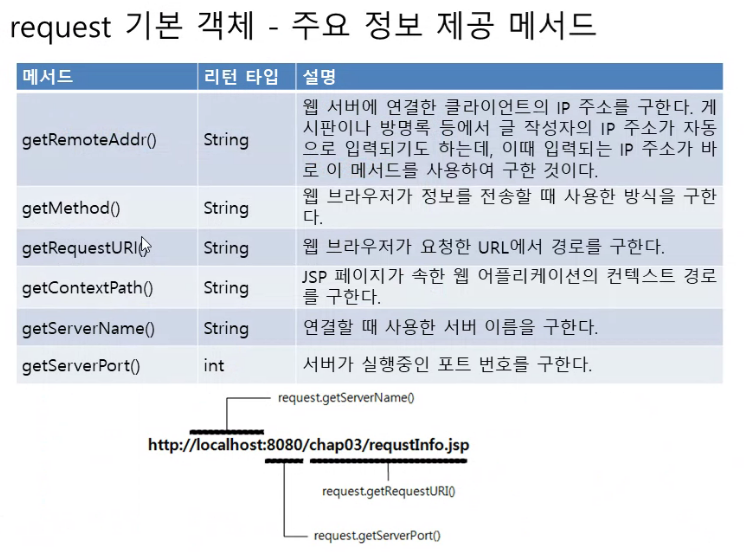 request 기본 객체 - 주요 정보 제공 메서드
메서드 리턴 타입 설명
getRemoteAddr() String 웹 서버에 연결한 클라이언트의 IP 주소를 구한다. 게
시판이나 방명록 등에서 글 작성자의 IP 주소가 자동
으로 입력되기도 하는데, 이때 입력되는 IP 주소가 바
로 이 메서드를 사용하여 구한 것이다.
getMethod() String 웹 브라우저가 정보를 전송할 때 사용한 방식을 구한
다.
getRequestURI() String 웹 브라우저가 요청한 URL에서 경로를 구한다.
getContextPath() String JSP 페이지가 속한 웹 어플리케이션의 컨텍스트 경로
를 구한다.
getServerName() String 연결할 때 사용한 서버 이름을 구한다.
getServerPort() int 서버가 실행중인 포트 번호를 구한다.
request.getServerName()
http://localhost:8080/chap03/requstInfo.jsp
request.getRequestURI()
request.getServerPort()